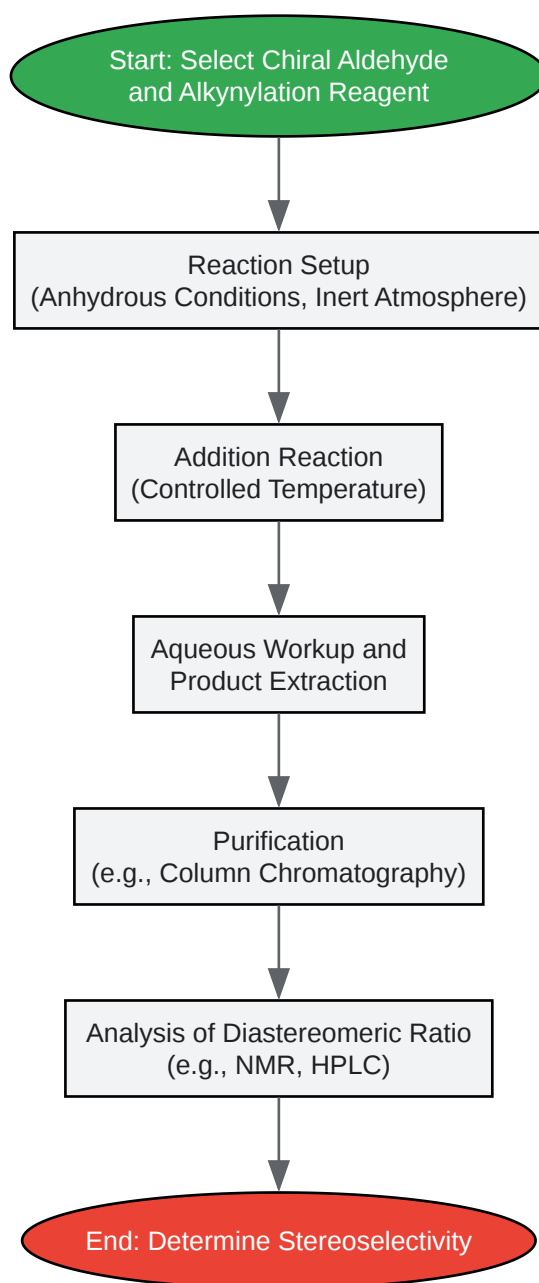 Start: Select Chiral Aldehyde
and Alkynylation Reagent
Reaction Setup
(Anhydrous Conditions, Inert Atmosphere)
Addition Reaction
(Controlled Temperature)
Aqueous Workup and
Product Extraction
Purification
(e.g., Column Chromatography)
Analysis of Diastereomeric Ratio
(e.g., NMR, HPLC)
End: Determine Stereoselectivity